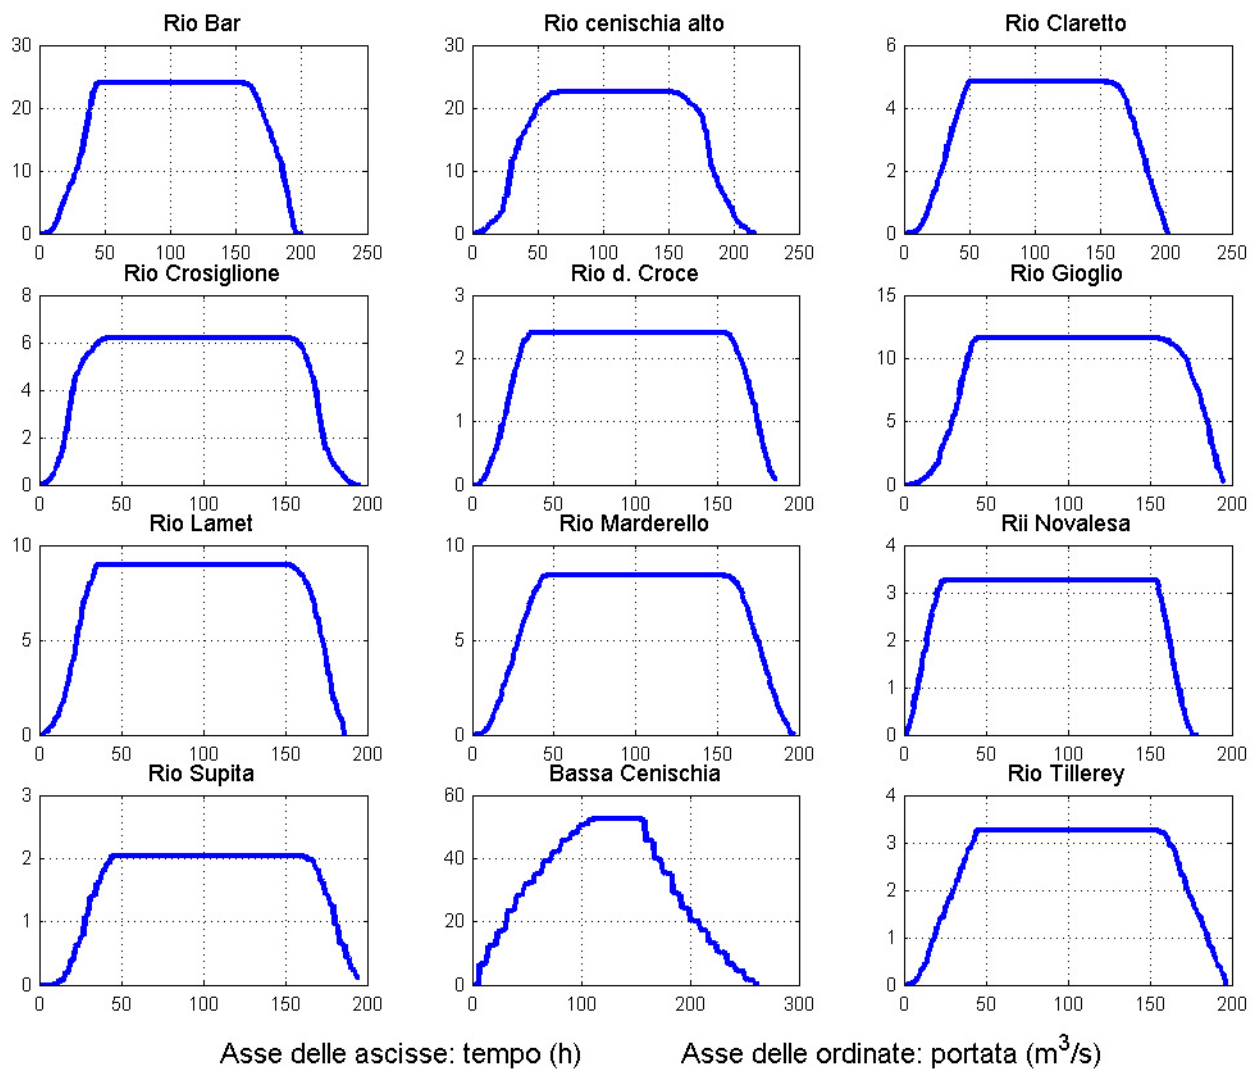 Rio Bar
30
20
10
0
0 50 100 150 200 250
Rio cenischia alto
30
20
10
0
0 50 100 150 200 250
Rio Claretto
6
4
2
0
0 50 100 150 200 250
Rio Crosiglione
8
6
4
2
0
0 50 100 150 200
Rio d. Croce
3
2
1
0
0 50 100 150 200
Rio Gioglio
15
10
5
0
0 50 100 150 200
Rio Lamet
10
5
0
0 50 100 150 200
Rio Marderello
10
5
0
0 50 100 150 200
Rii Novalesa
4
3
2
1
0
0 50 100 150 200
Rio Supita
3
2
1
0
0 50 100 150 200
Bassa Cenischia
60
40
20
0
0 100 200 300
Rio Tillerey
4
3
2
1
0
0 50 100 150 200
Asse delle ascisse: tempo (h) Asse delle ordinate: portata (m³/s)